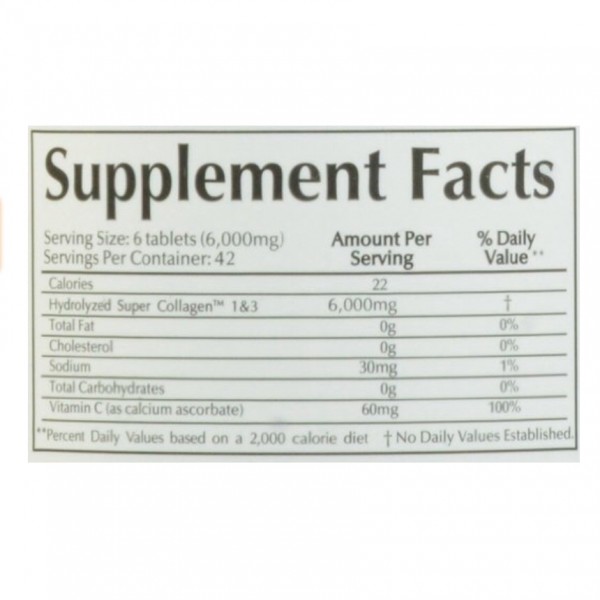 Supplement Facts
Serving Size: 6 tablets (6,000mg) Amount Per % Daily
Servings Per Container: 42 Serving Value **
Calories 22
Hydrolyzed Super Collagen™ 1&3 6,000mg †
Total Fat 0g 0%
Cholesterol 0g 0%
Sodium 30mg 1%
Total Carbohydrates 0g 0%
Vitamin C (as calcium ascorbate) 60mg 100%
**Percent Daily Values based on a 2,000 calorie diet † No Daily Values Established.